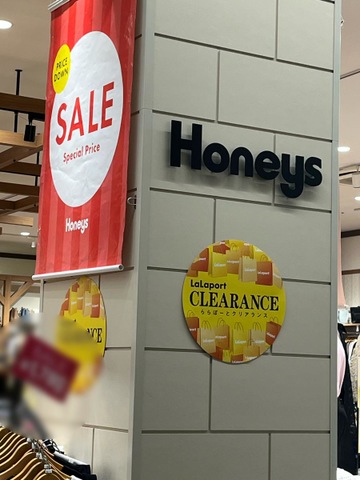 PRICE
DOWN
SALE
Special Price
Honeys
Honeys
LaLaport
CLEARANCE
ららぽーとクリアランス